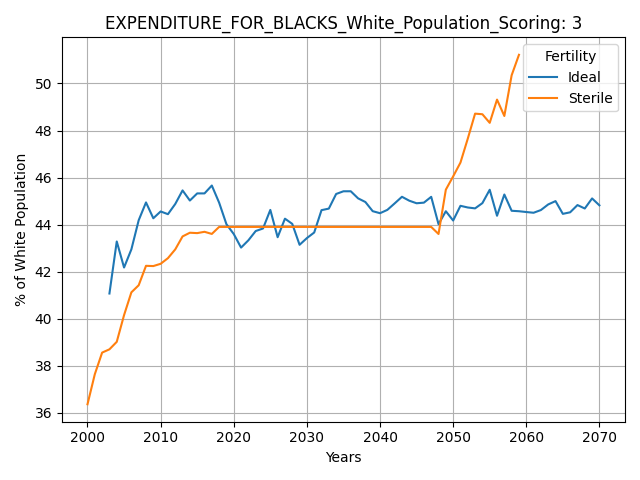 EXPENDITURE_FOR_BLACKS_White_Population_Scoring: 3
Fertility
Ideal
Sterile
% of White Population
50
48
46
44
42
40
38
36
2000 2010 2020 2030 2040 2050 2060 2070
Years